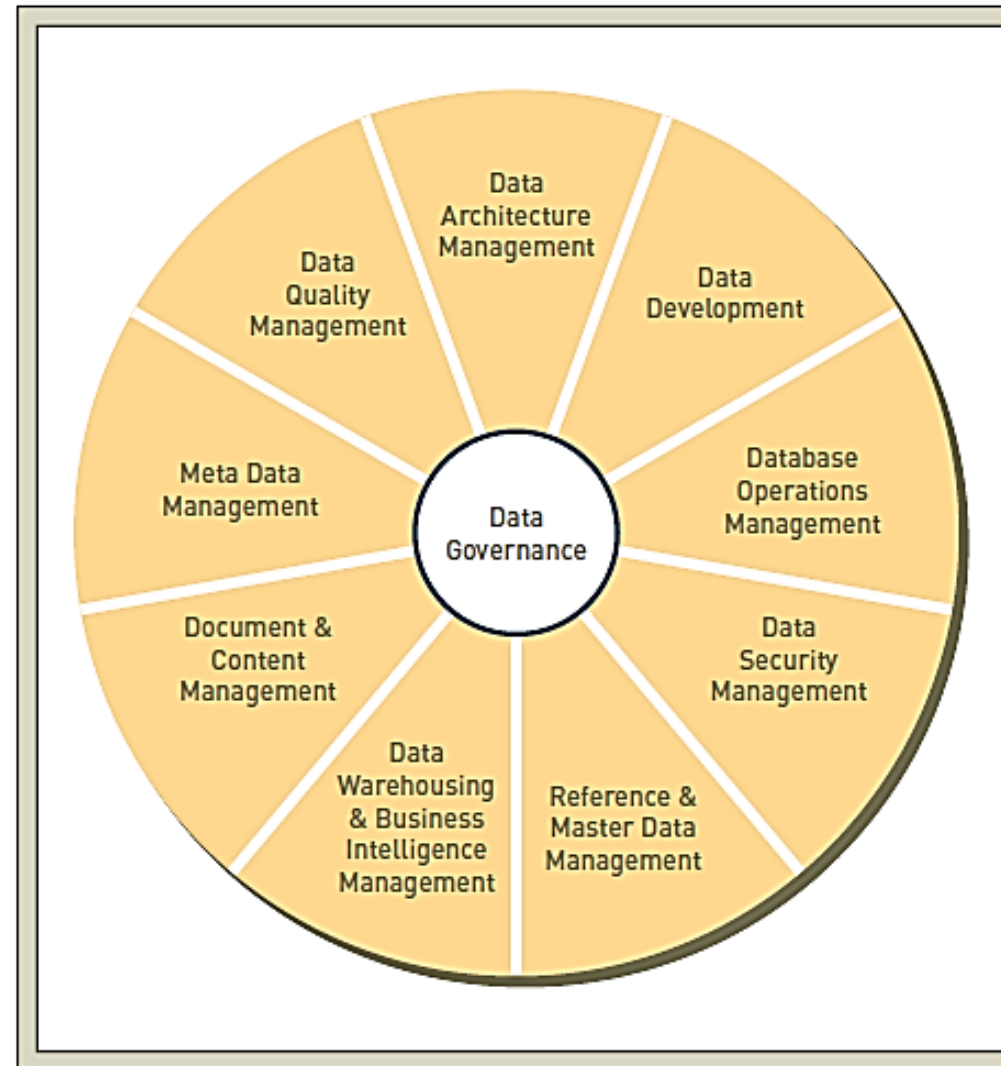 Data
Architecture
Management
Data
Development
Database
Operations
Management
Data
Security
Management
Reference &
Master Data
Management
Data
Warehousing
& Business
Intelligence
Management
Document &
Content
Management
Meta Data
Management
Data
Quality
Management
Data
Governance